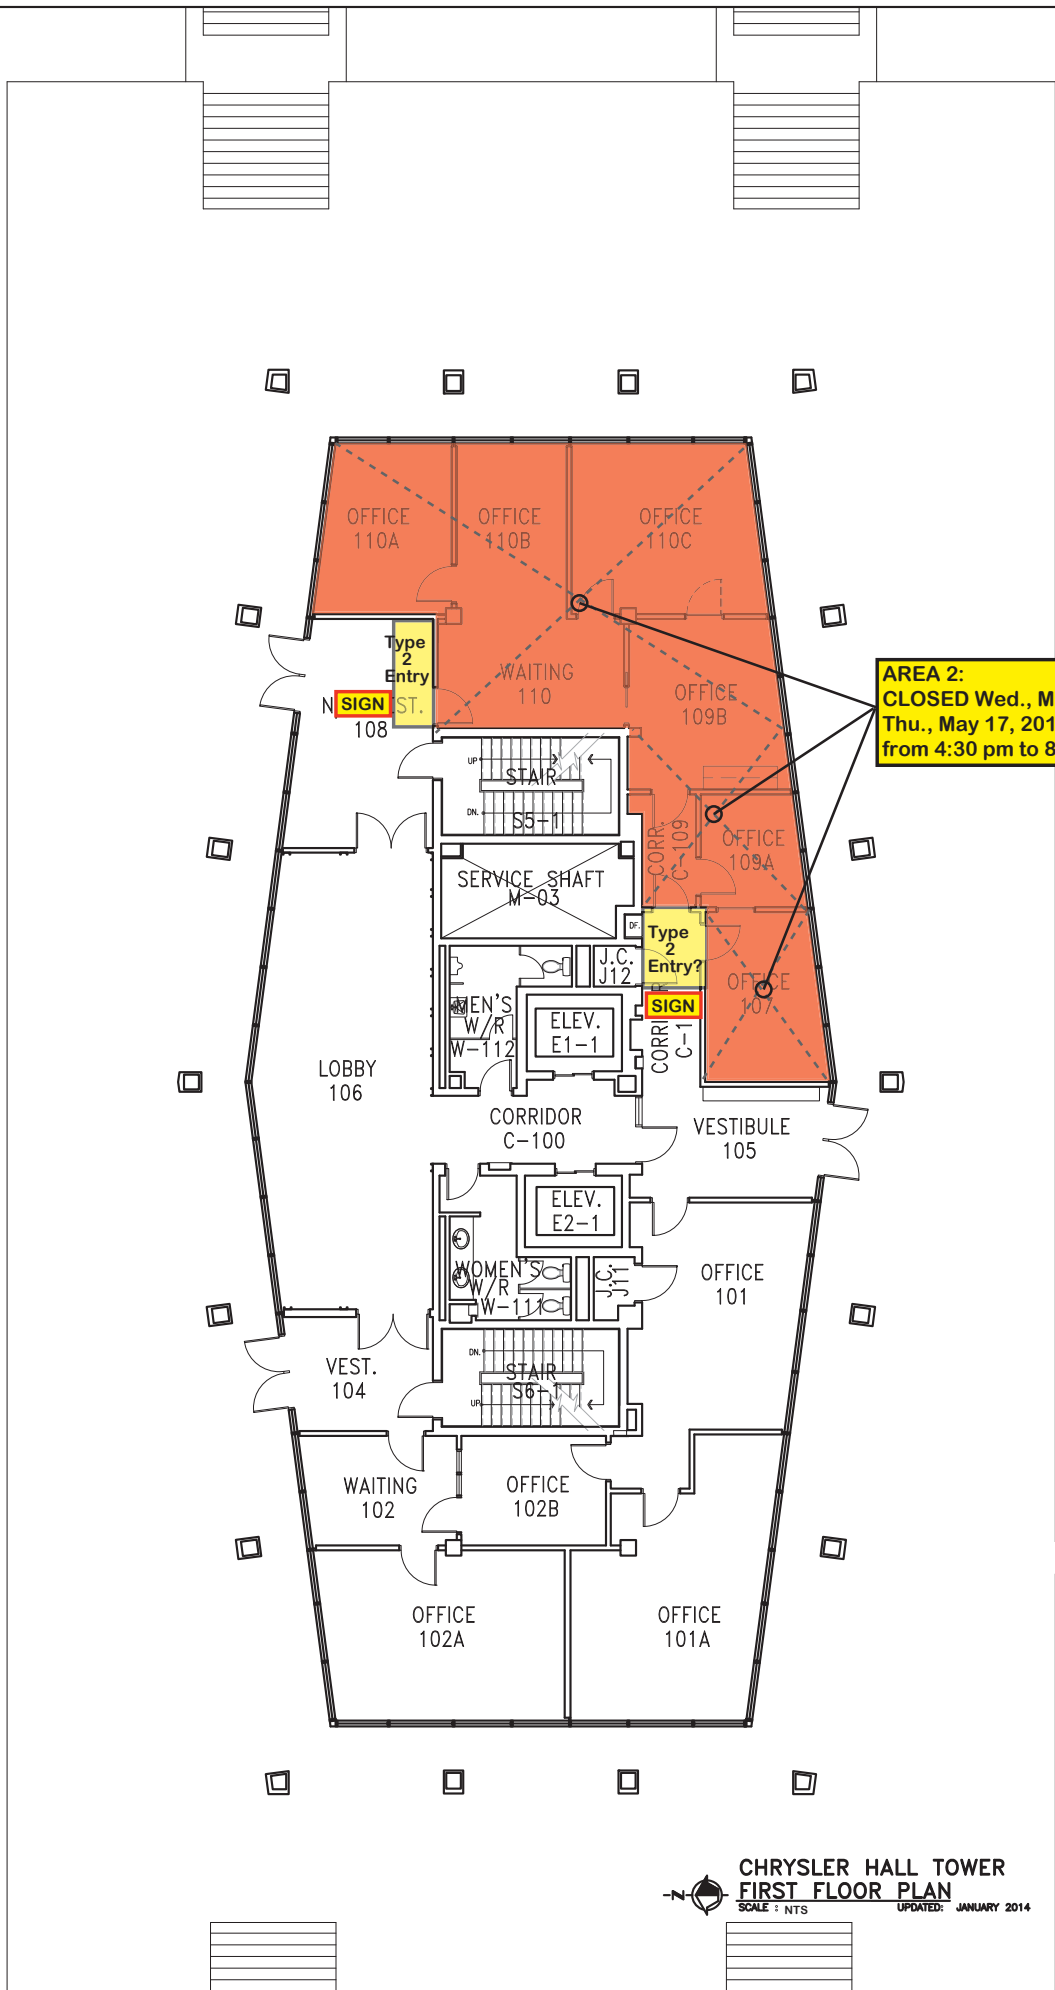 OFFICE
110A
OFFICE
110B
OFFICE
110C
Type
2
Entry
SIGN
N
ST.
108
WAITING
110
OFFICE
109B
AREA 2:
CLOSED Wed., M
Thu., May 17, 201
from 4:30 pm to 8
UP
STAIR
DN.
S5-1
CORR.
C-109
OFFICE
109A
SERVICE SHAFT
M-03
DF.
Type
2
Entry?
J.C.
J12
SIGN
OFFICE
107
MEN'S
W/R
W-112
ELEV.
E1-1
CORRI
R
C-1
LOBBY
106
CORRIDOR
C-100
VESTIBULE
105
ELEV.
E2-1
WOMEN'S
W/R
W-111
J.C.
J11
OFFICE
101
DN.
STAIR
S6-1
UP
VEST.
104
WAITING
102
OFFICE
102B
OFFICE
102A
OFFICE
101A
N
CHRYSLER HALL TOWER
FIRST FLOOR PLAN
SCALE : NTS UPDATED: JANUARY 2014